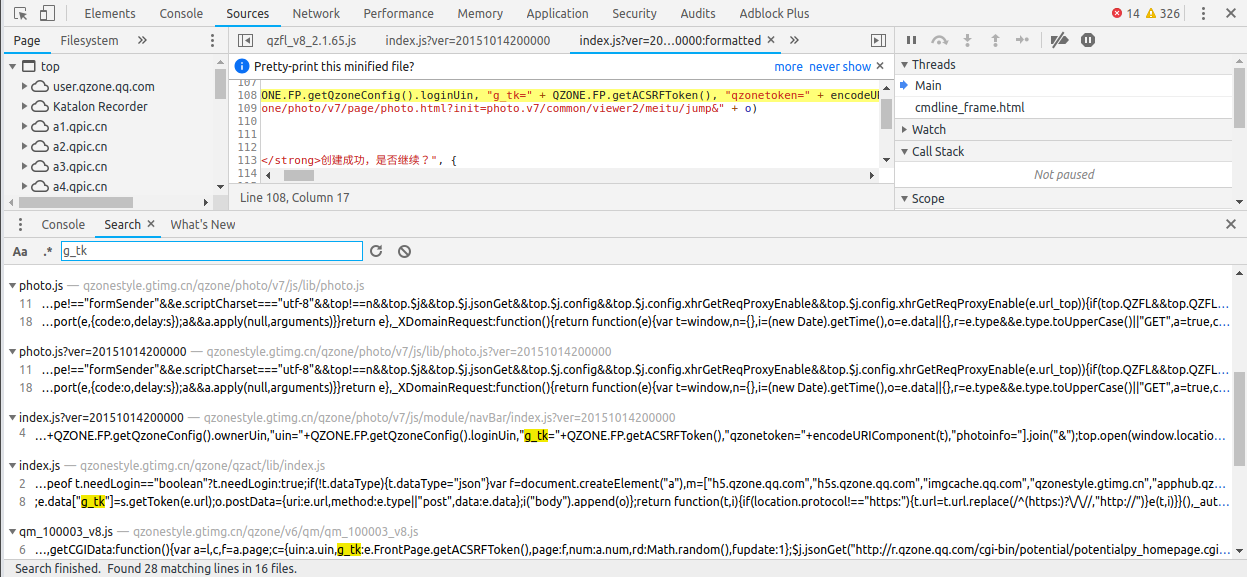 Elements Console Sources Network Performance Memory Application Security Audits Adblock Plus 14 326
Page Filesystem » qzfl_v8_2.1.65.js index.js?ver=20151014200000 index.js?ver=20…0000:formatted × »
top
user.qzone.qq.com
Katalon Recorder
a1.qpic.cn
a2.qpic.cn
a3.qpic.cn
a4.qpic.cn
Pretty-print this minified file? more never show ×
107
108 ONE.FP.getQzoneConfig().loginUin, "g_tk=" + QZONE.FP.getACSRFToken(), "qzonetoken=" + encodeU
109 one/photo/v7/page/photo.html?init=photo.v7/common/viewer2/meitu/jump&" + o)
110
111
112
113 </strong>创建成功，是否继续？", {
114
Line 108, Column 17
Threads
Main
cmdline_frame.html
Watch
Call Stack
Not paused
Scope
Console Search × What's New
Aa .* g_tk
photo.js — qzonestyle.gtimg.cn/qzone/photo/v7/js/lib/photo.js
11 …pe!=="formSender"&&e.scriptCharset==="utf-8"&&top!==n&&top.$j&&top.$j.jsonGet&&top.$j.config&&top.$j.config.xhrGetReqProxyEnable&&top.$j.config.xhrGetReqProxyEnable(e.url_top)){if(top.QZFL&&top.QZFL…
18 …port(e,{code:o,delay:s});a&&a.apply(null,arguments)}}return e},_XDomainRequest:function(){return function(e){var t=window,n={},i=(new Date).getTime(),o=e.data||{},r=e.type&&e.type.toUpperCase()||"GET",a=true,c…
photo.js?ver=20151014200000 — qzonestyle.gtimg.cn/qzone/photo/v7/js/lib/photo.js?ver=20151014200000
11 …pe!=="formSender"&&e.scriptCharset==="utf-8"&&top!==n&&top.$j&&top.$j.jsonGet&&top.$j.config&&top.$j.config.xhrGetReqProxyEnable&&top.$j.config.xhrGetReqProxyEnable(e.url_top)){if(top.QZFL&&top.QZFL…
18 …port(e,{code:o,delay:s});a&&a.apply(null,arguments)}}return e},_XDomainRequest:function(){return function(e){var t=window,n={},i=(new Date).getTime(),o=e.data||{},r=e.type&&e.type.toUpperCase()||"GET",a=true,c…
index.js?ver=20151014200000 — qzonestyle.gtimg.cn/qzone/photo/v7/js/module/navBar/index.js?ver=20151014200000
4 …+QZONE.FP.getQzoneConfig().ownerUin,"uin="+QZONE.FP.getQzoneConfig().loginUin,"g_tk="+QZONE.FP.getACSRFToken(),"qzonetoken="+encodeURIComponent(t),"photoinfo="].join("&");top.open(window.locatio…
index.js — qzonestyle.gtimg.cn/qzone/qzact/lib/index.js
2 …peof t.needLogin=="boolean"?t.needLogin:true;if(!t.dataType){t.dataType="json"}var f=document.createElement("a"),m=["h5.qzone.qq.com","h5s.qzone.qq.com","imgcache.qq.com","qzonestyle.gtimg.cn","apphub.qz…
8 ;e.data["g_tk"]=s.getToken(e.url);o.postData={uri:e.url,method:e.type||"post",data:e.data};i("body").append(o)};return function(t,i){if(location.protocol!=="https:"){t.url=t.url.replace(/^(https:)?\/\//,"http://")}e(t,i)}}(),_aut…
qm_100003_v8.js — qzonestyle.gtimg.cn/qzone/v6/qm/qm_100003_v8.js
6 …,getCGIData:function(){var a=l,c,f=a.page;c={uin:a.uin,g_tk:e.FrontPage.getACSRFToken(),page:f,num:a.num,rd:Math.random(),fupdate:1};$j.jsonGet("http://r.qzone.qq.com/cgi-bin/potential/potentialpy_homepage.cgi…
Search finished. Found 28 matching lines in 16 files.